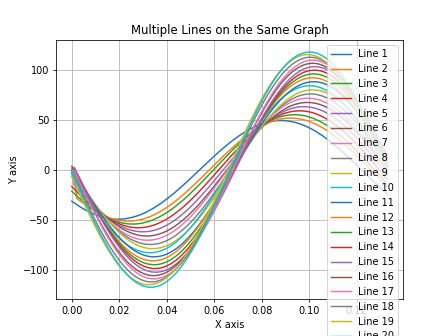 Multiple Lines on the Same Graph
Y axis
100
50
0
−50
−100
0.00
0.02
0.04
0.06
0.08
0.10
X axis
Line 1
Line 2
Line 3
Line 4
Line 5
Line 6
Line 7
Line 8
Line 9
Line 10
Line 11
Line 12
Line 13
Line 14
Line 15
Line 16
Line 17
Line 18
Line 19
Line 20